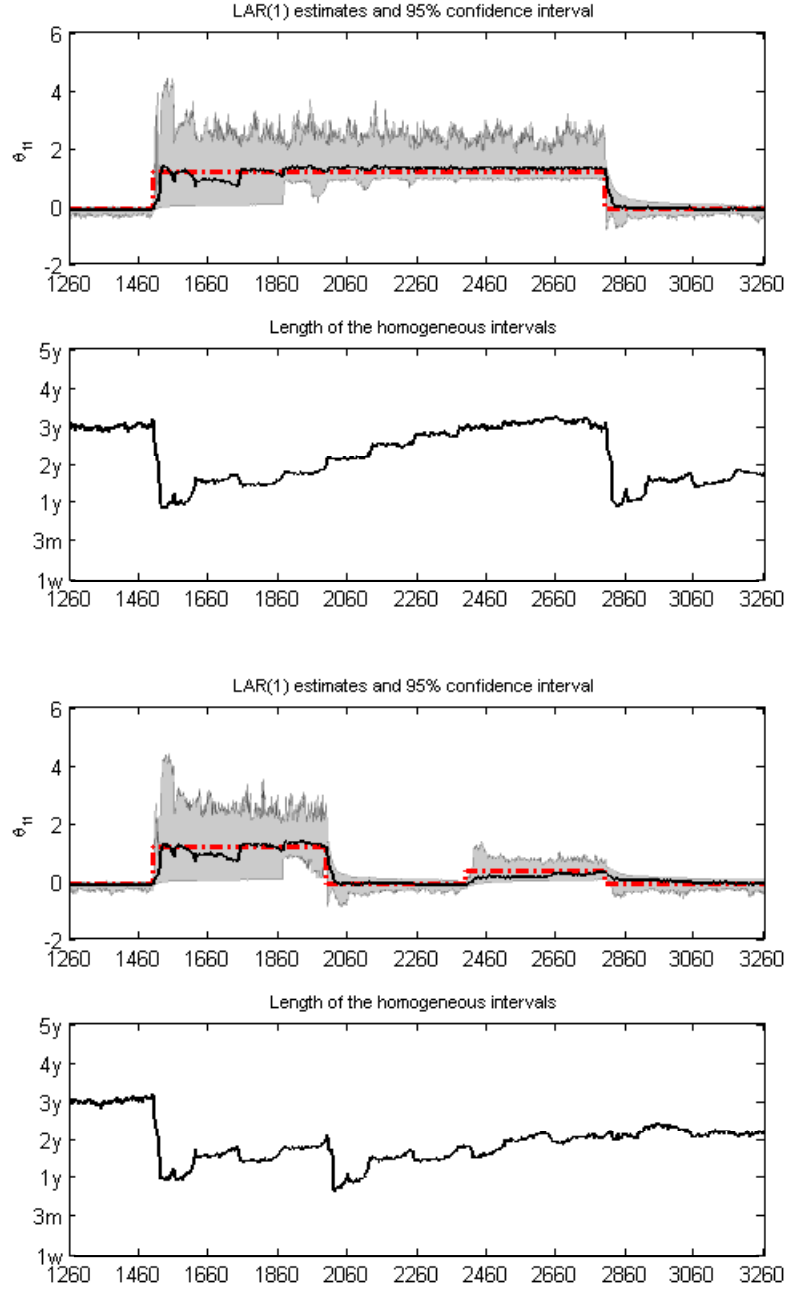 LAR(1) estimates and 95% confidence interval
6
4
2
0
-2
θ11
1260 1460 1660 1860 2060 2260 2460 2660 2860 3060 3260
Length of the homogeneous intervals
5y
4y
3y
2y
1y
3m
1w
1260 1460 1660 1860 2060 2260 2460 2660 2860 3060 3260
LAR(1) estimates and 95% confidence interval
6
4
2
0
-2
θ11
1260 1460 1660 1860 2060 2260 2460 2660 2860 3060 3260
Length of the homogeneous intervals
5y
4y
3y
2y
1y
3m
1w
1260 1460 1660 1860 2060 2260 2460 2660 2860 3060 3260